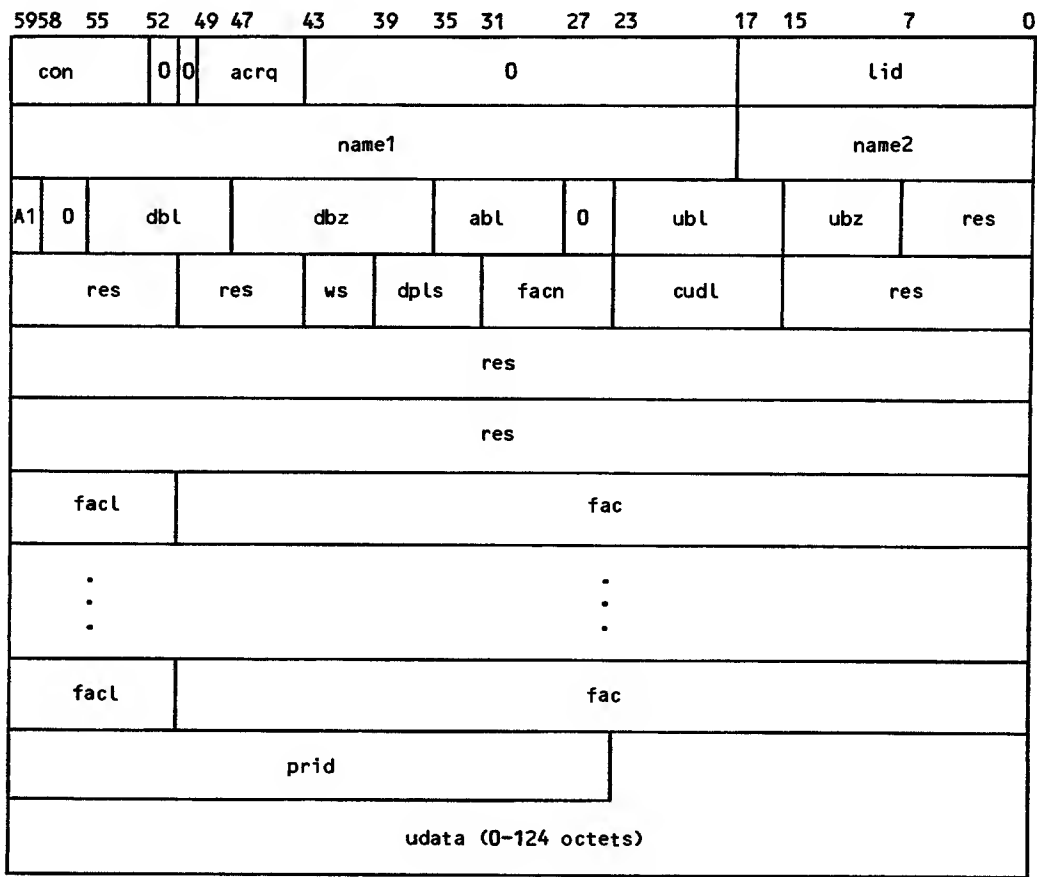 5958 55 52 49 47 43 39 35 31 27 23 17 15 7 0
con 0 0 acrq 0 lid
name1 name2
A1 0 dbl dbz abl 0 ubl ubz res
res res ws dpls facn cudl res
res
res
facl fac
facl fac
prid
udata (0-124 octets)